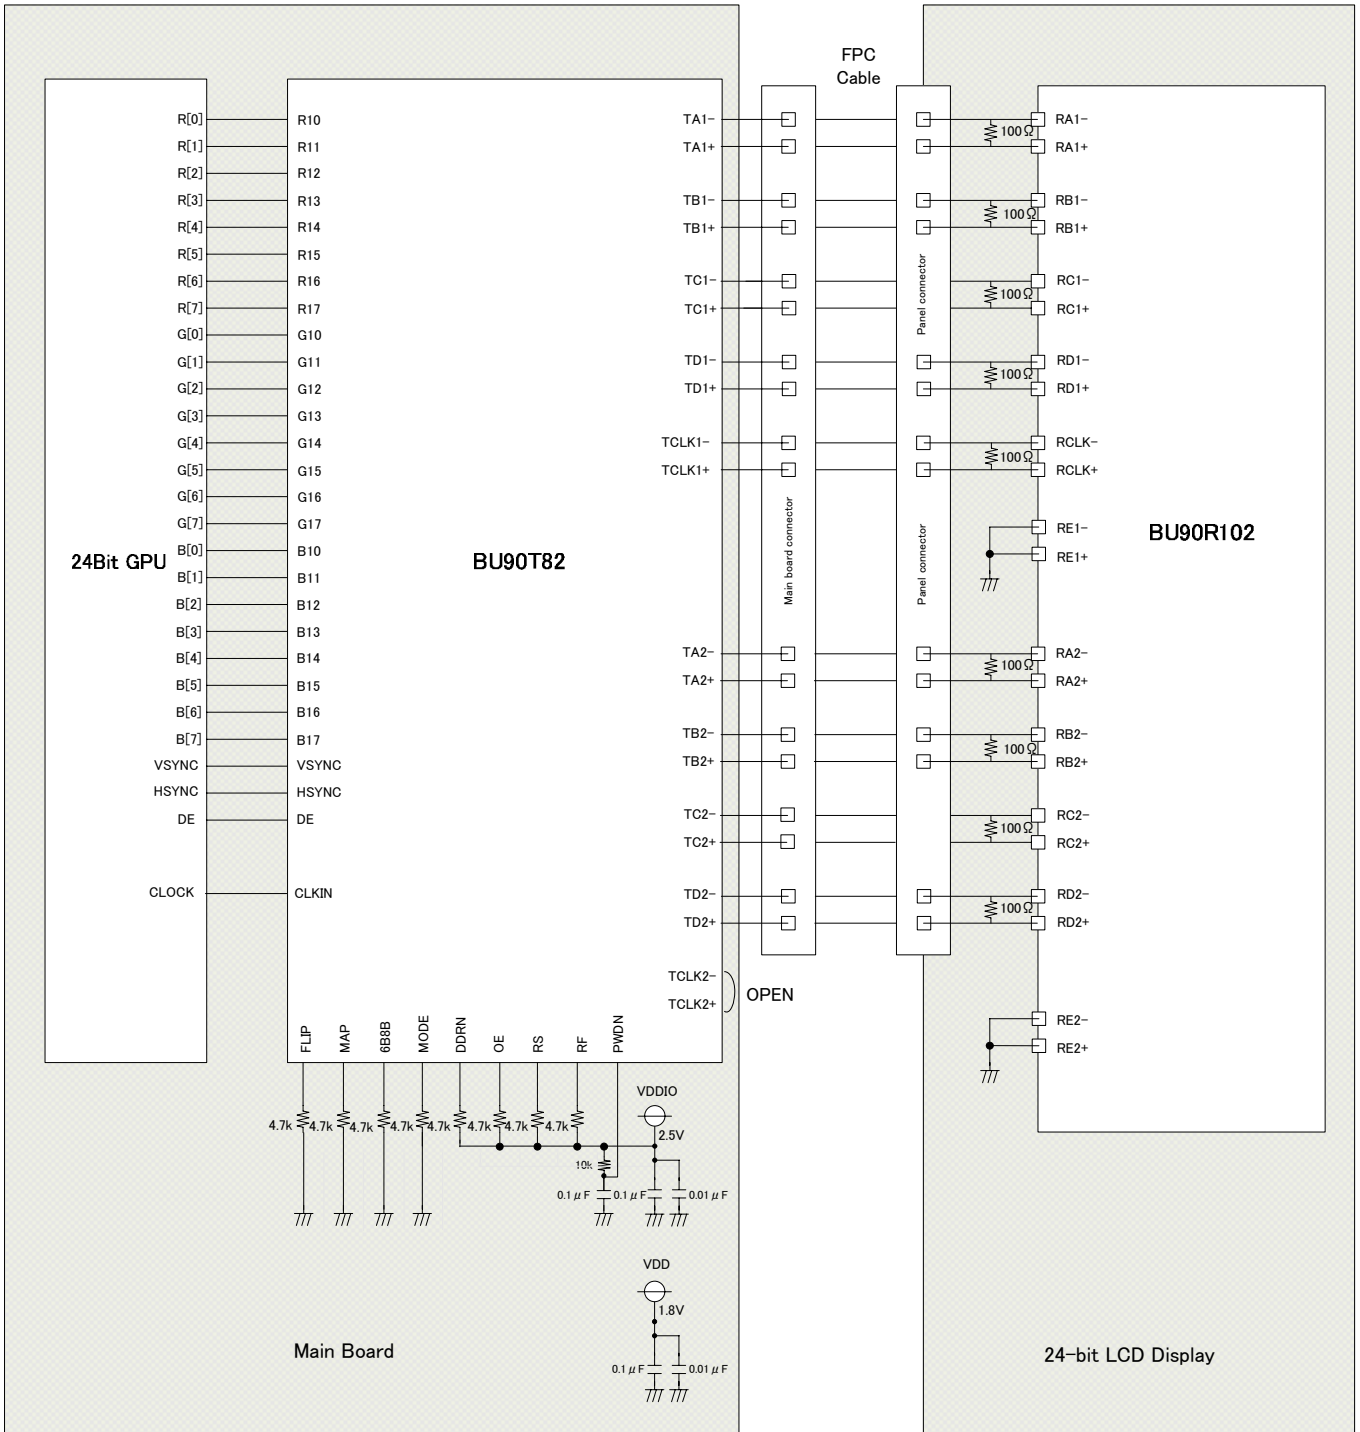 FPC
Cable
R[0]
R[1]
R[2]
R[3]
R[4]
R[5]
R[6]
R[7]
G[0]
G[1]
G[2]
G[3]
G[4]
G[5]
G[6]
G[7]
B[0]
B[1]
B[2]
B[3]
B[4]
B[5]
B[6]
B[7]
VSYNC
HSYNC
DE
CLOCK
24Bit GPU
R10
R11
R12
R13
R14
R15
R16
R17
G10
G11
G12
G13
G14
G15
G16
G17
B10
B11
B12
B13
B14
B15
B16
B17
VSYNC
HSYNC
DE
CLKIN
BU90T82
TA1-
TA1+
TB1-
TB1+
TC1-
TC1+
TD1-
TD1+
TCLK1-
TCLK1+
TA2-
TA2+
TB2-
TB2+
TC2-
TC2+
TD2-
TD2+
TCLK2-
TCLK2+
OPEN
FLIP
MAP
6B8B
MODE
DDRN
OE
RS
RF
PWDN
Main board connector
Panel connector
Panel connector
100Ω
100Ω
100Ω
100Ω
100Ω
100Ω
100Ω
100Ω
100Ω
RA1-
RA1+
RB1-
RB1+
RC1-
RC1+
RD1-
RD1+
RCLK-
RCLK+
RE1-
RE1+
RA2-
RA2+
RB2-
RB2+
RC2-
RC2+
RD2-
RD2+
RE2-
RE2+
BU90R102
4.7k
4.7k
4.7k
4.7k
4.7k
4.7k
4.7k
4.7k
VDDIO
2.5V
10k
0.1μF
0.1μF
0.01μF
VDD
1.8V
0.1μF
0.01μF
Main Board
24-bit LCD Display